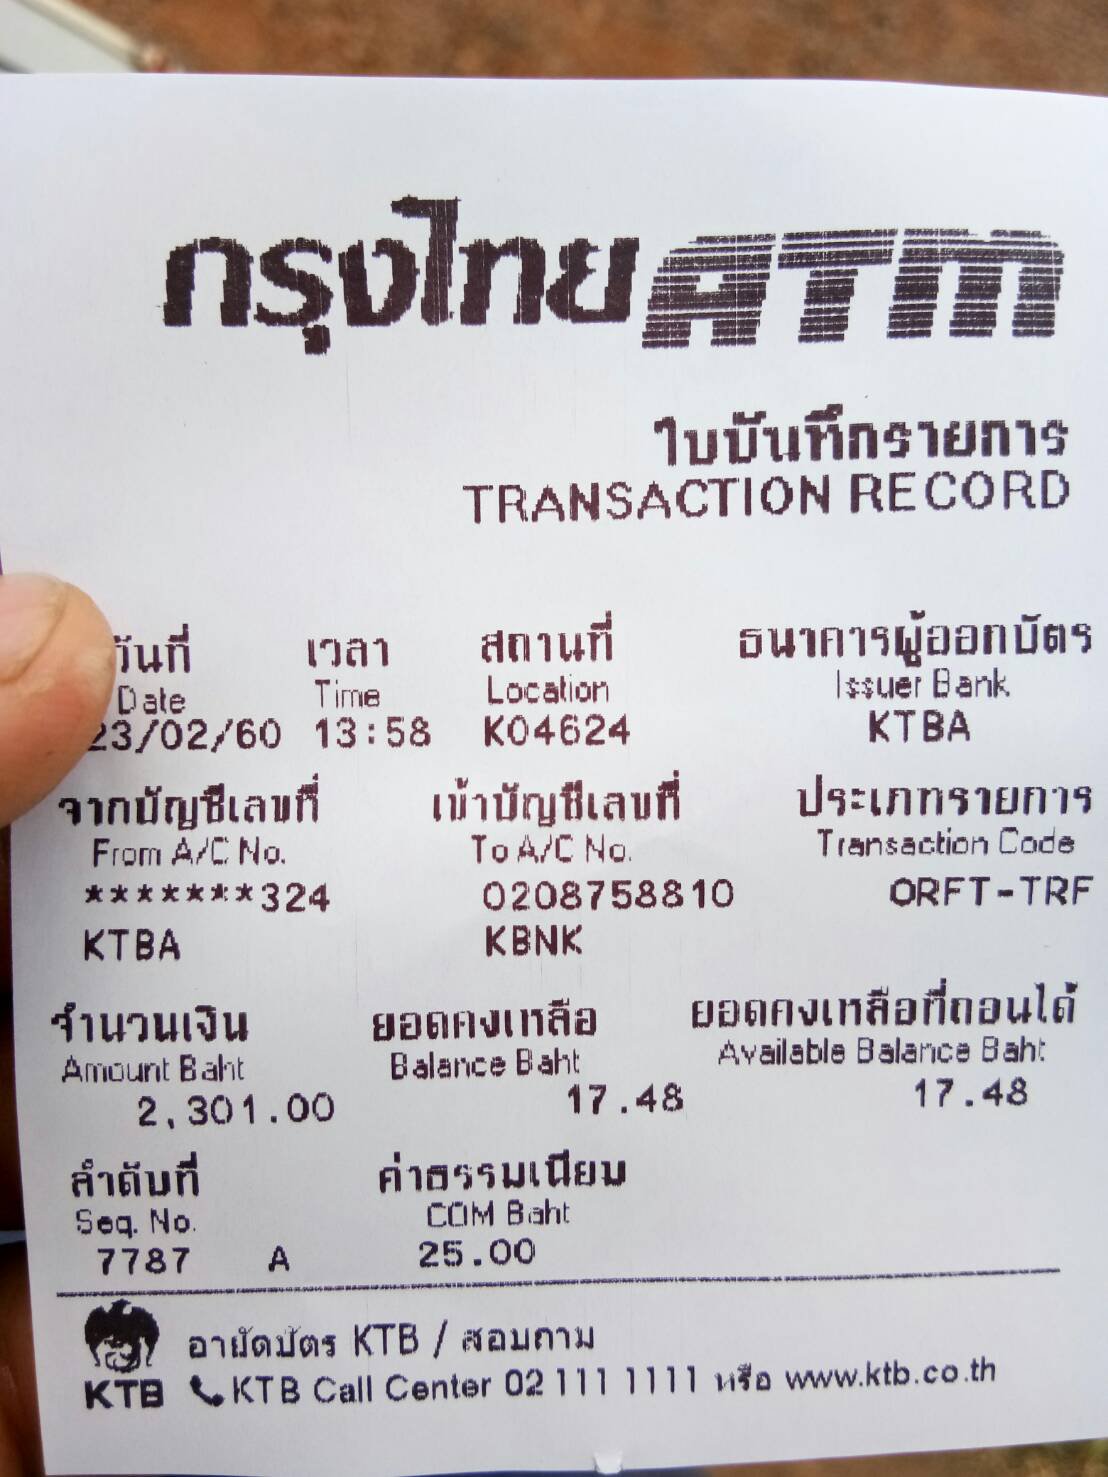 กรุงไทย ATM
ใบบันทึกรายการ
TRANSACTION RECORD
วันที่ เวลา สถานที่ ธนาคารผู้ออกบัตร
Date Time Location Issuer Bank
23/02/60 13:58 K04624 KTBA
จากบัญชีเลขที่ เข้าบัญชีเลขที่ ประเภทรายการ
From A/C No. To A/C No. Transaction Code
*******324 0208758810 ORFT-TRF
KTBA KBNK
จำนวนเงิน ยอดคงเหลือ ยอดคงเหลือที่ถอนได้
Amount Baht Balance Baht Available Balance Baht
2,301.00 17.48 17.48
ลำดับที่ ค่าธรรมเนียม
Seq. No. COM Baht
7787 A 25.00
อายัดบัตร KTB / สอบถาม
KTB KTB Call Center 02 111 1111 หรือ www.ktb.co.th